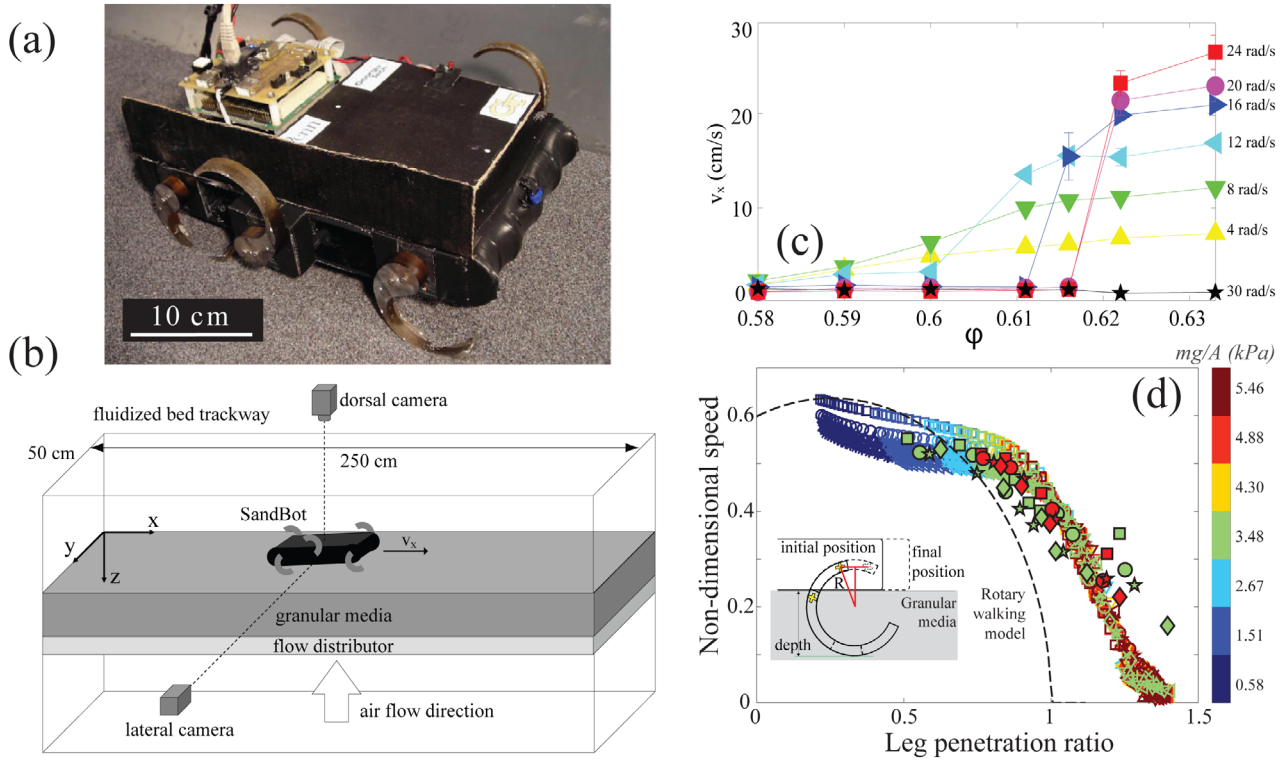 (a)
10 cm
(b)
dorsal camera
fluidized bed trackway
50 cm
250 cm
SandBot
x
y
z
vx
granular media
flow distributor
air flow direction
lateral camera
(c)
vx (cm/s)
30
20
10
0
0.58 0.59 0.6 0.61 0.62 0.63
φ
24 rad/s
20 rad/s
16 rad/s
12 rad/s
8 rad/s
4 rad/s
30 rad/s
(d)
mg/A (kPa)
5.46
4.88
4.30
3.48
2.67
1.51
0.58
Non-dimensional speed
0.6
0.4
0.2
0
0 0.5 1 1.5
Leg penetration ratio
initial position
final
position
R
Granular
media
depth
Rotary
walking
model